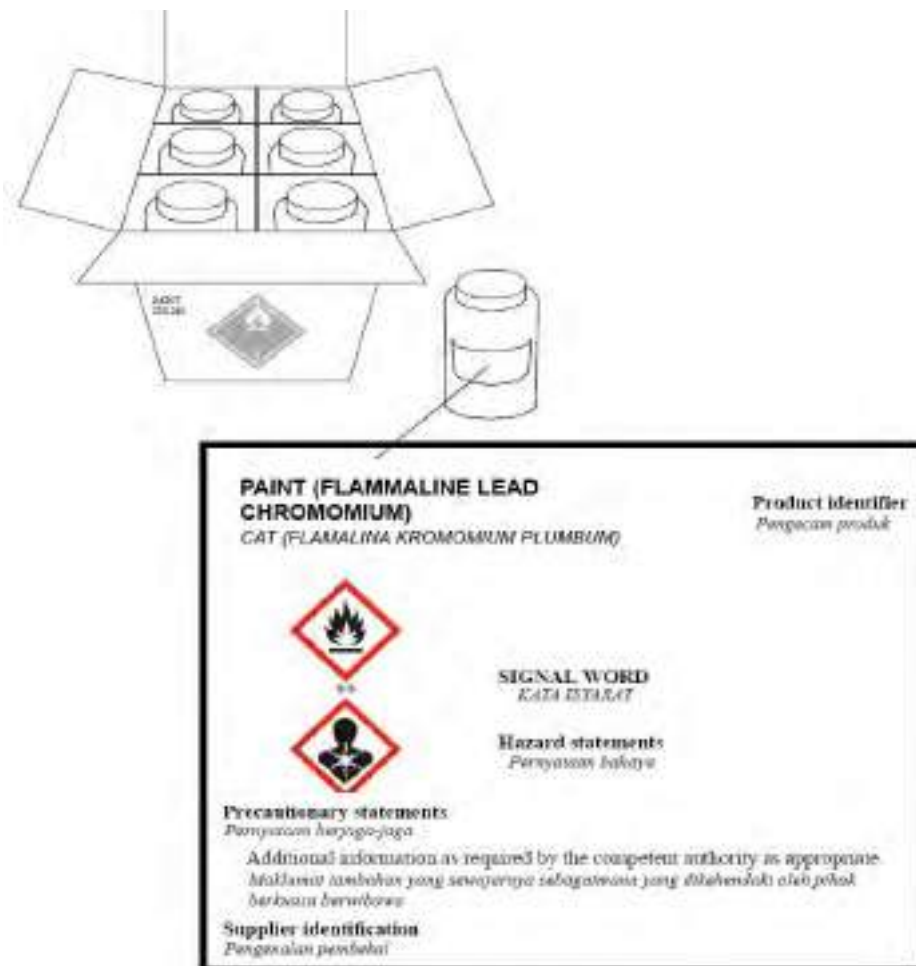 PAINT
PAINT (FLAMMALINE LEAD
CHROMOMIUM)
CAT (FLAMALINA KROMOMIUM PLUMBUM)
Product identifier
Pengecam produk
**
SIGNAL WORD
KATA ISYARAT
Hazard statements
Pernyataan bahaya
Precautionary statements
Pernyataan berjaga-jaga
Additional information as required by the competent authority as appropriate.
Maklumat tambahan yang sewajarnya sebagaimana yang dikehendaki oleh pihak
berkuasa berwibawa
Supplier identification
Pengenalan pembekal